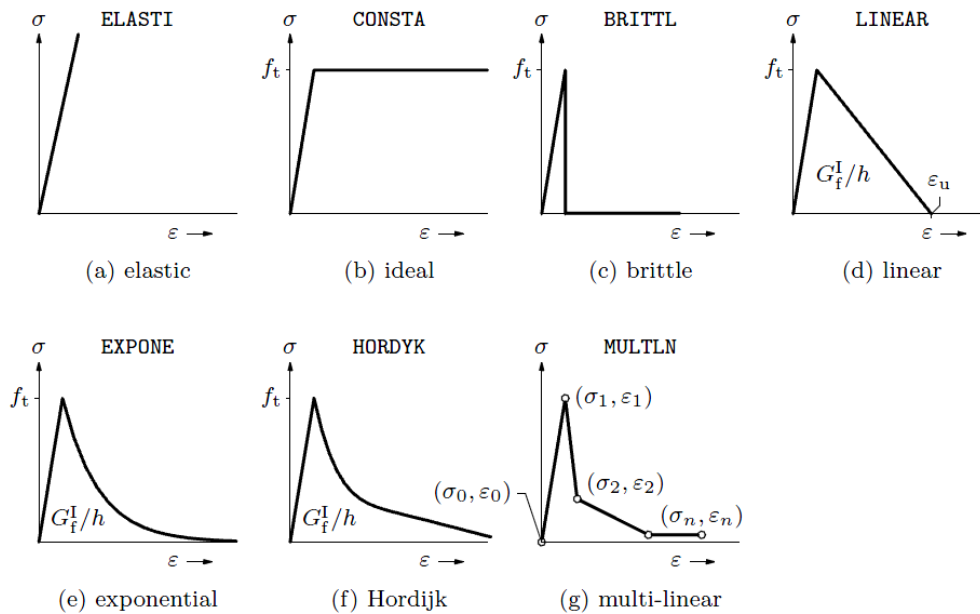 σ ELASTI
ε
(a) elastic
σ CONSTA
f_t
ε
(b) ideal
σ BRITTL
f_t
ε
(c) brittle
σ LINEAR
f_t
G_f^I/h
ε_u
ε
(d) linear
σ EXPONE
f_t
G_f^I/h
ε
(e) exponential
σ HORDYK
f_t
G_f^I/h
ε
(f) Hordijk
σ MULTLN
(σ_1, ε_1)
(σ_0, ε_0)
(σ_2, ε_2)
(σ_n, ε_n)
ε
(g) multi-linear